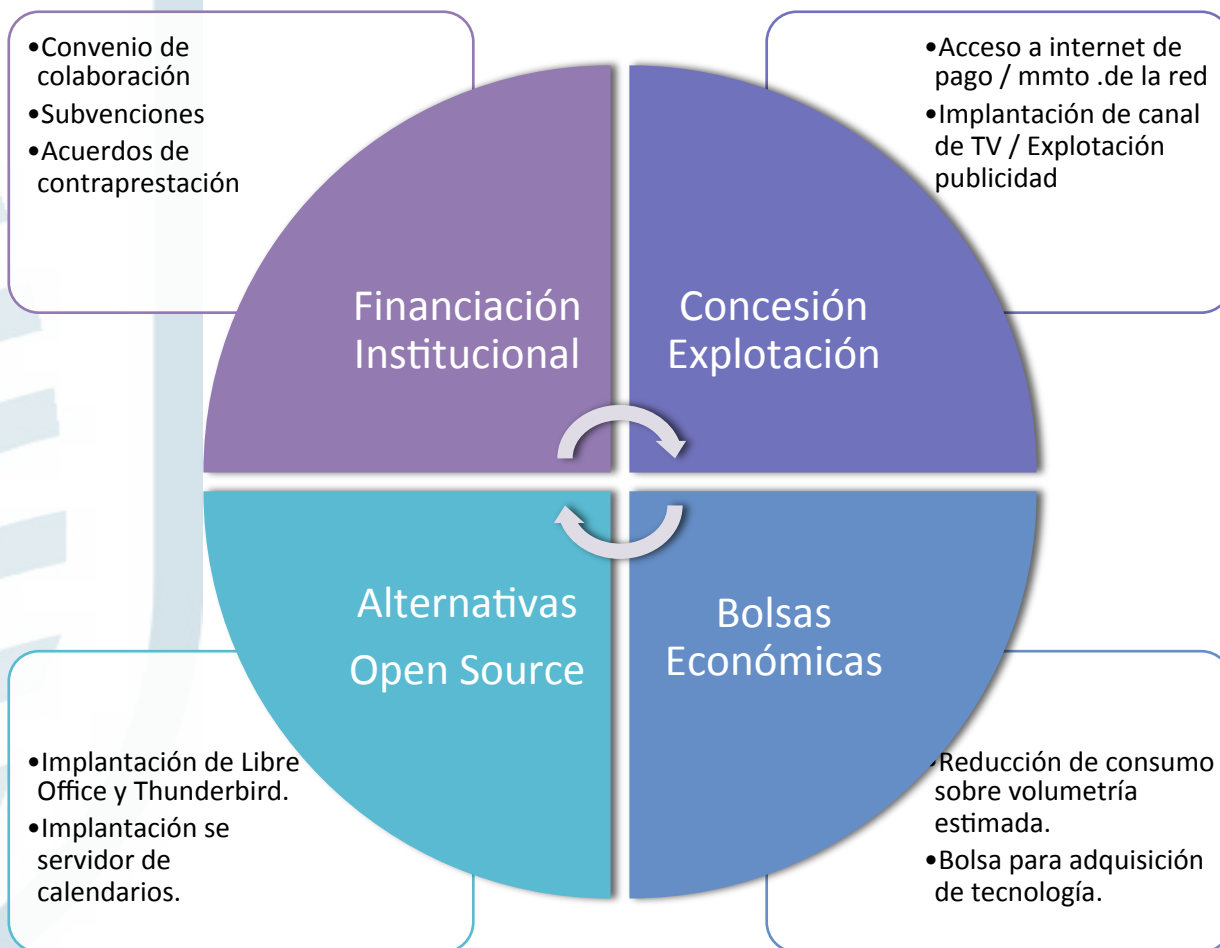 •Convenio de
colaboración
•Subvenciones
•Acuerdos de
contraprestación
•Acceso a internet de
pago / mmto .de la red
•Implantación de canal
de TV / Explotación
publicidad
Financiación
Institucional
Concesión
Explotación
Alternativas
Open Source
Bolsas
Económicas
•Implantación de Libre
Office y Thunderbird.
•Implantación se
servidor de
calendarios.
•Reducción de consumo
sobre volumetría
estimada.
•Bolsa para adquisición
de tecnología.